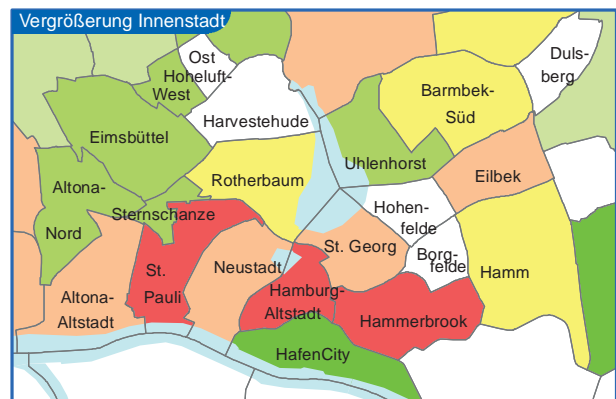 Vergrößerung Innenstadt
Ost
Hoheluft-
West
Duls-
berg
Barmbek-
Süd
Harvestehude
Eimsbüttel
Uhlenhorst
Rotherbaum
Eilbek
Altona-
Nord
Sternschanze
Hohen-
felde
St. Georg
Borg-
felde
St.
Pauli
Neustadt
Hamm
Altona-
Altstadt
Hamburg-
Altstadt
Hammerbrook
HafenCity